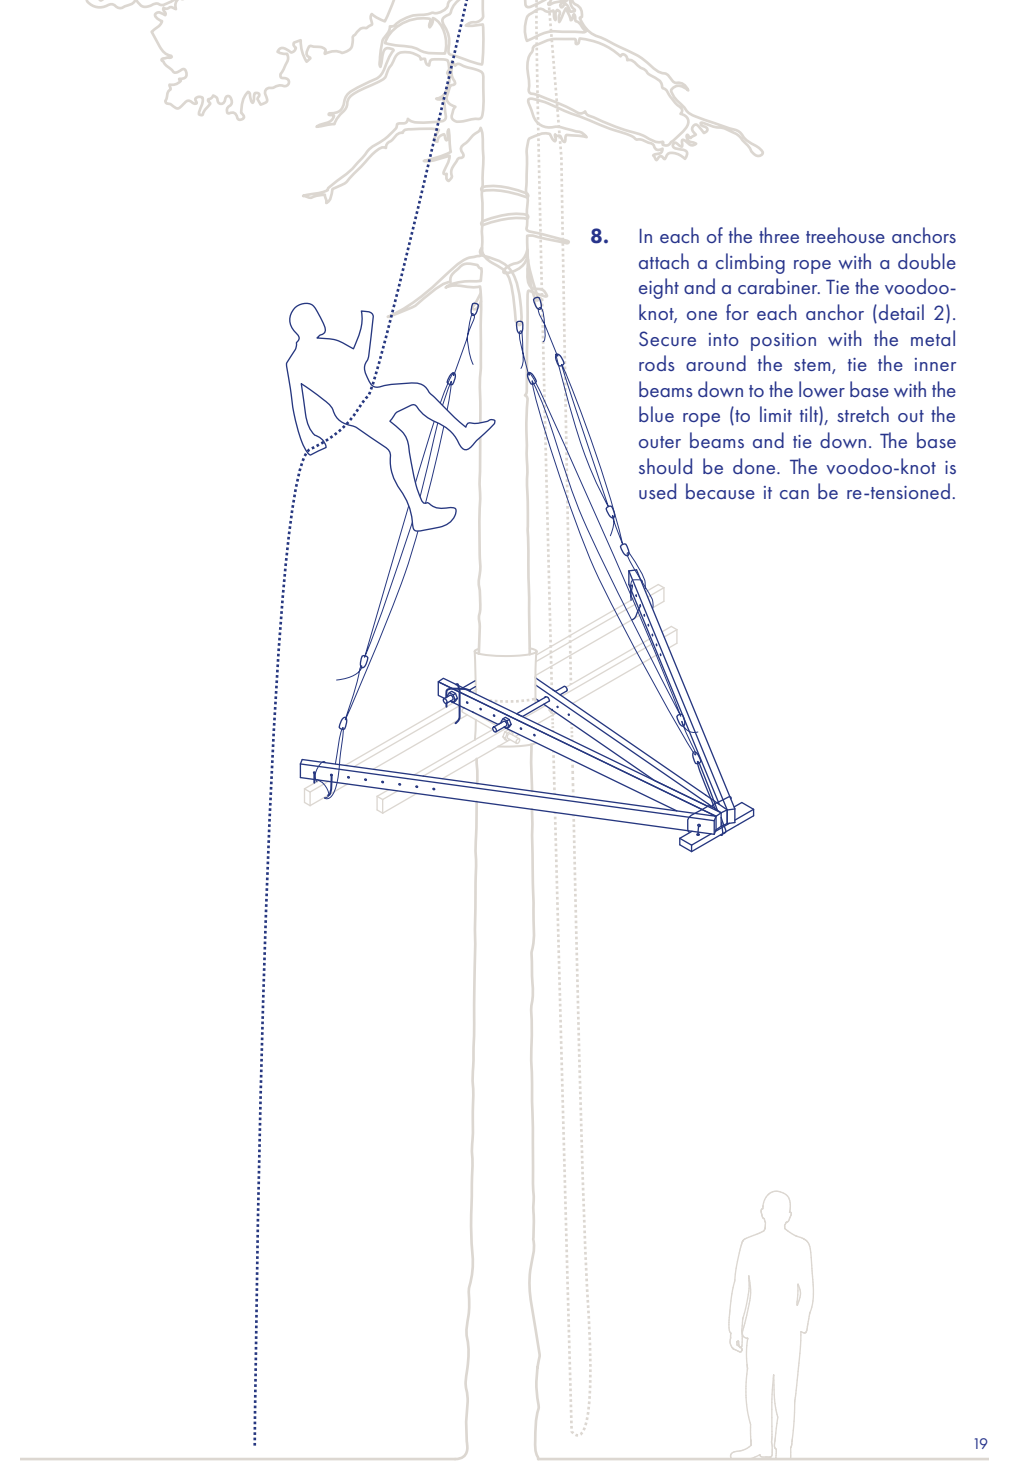 8. In each of the three treehouse anchors
attach a climbing rope with a double
eight and a carabiner. Tie the voodoo-
knot, one for each anchor (detail 2).
Secure into position with the metal
rods around the stem, tie the inner
beams down to the lower base with the
blue rope (to limit tilt), stretch out the
outer beams and tie down. The base
should be done. The voodoo-knot is
used because it can be re-tensioned.
19